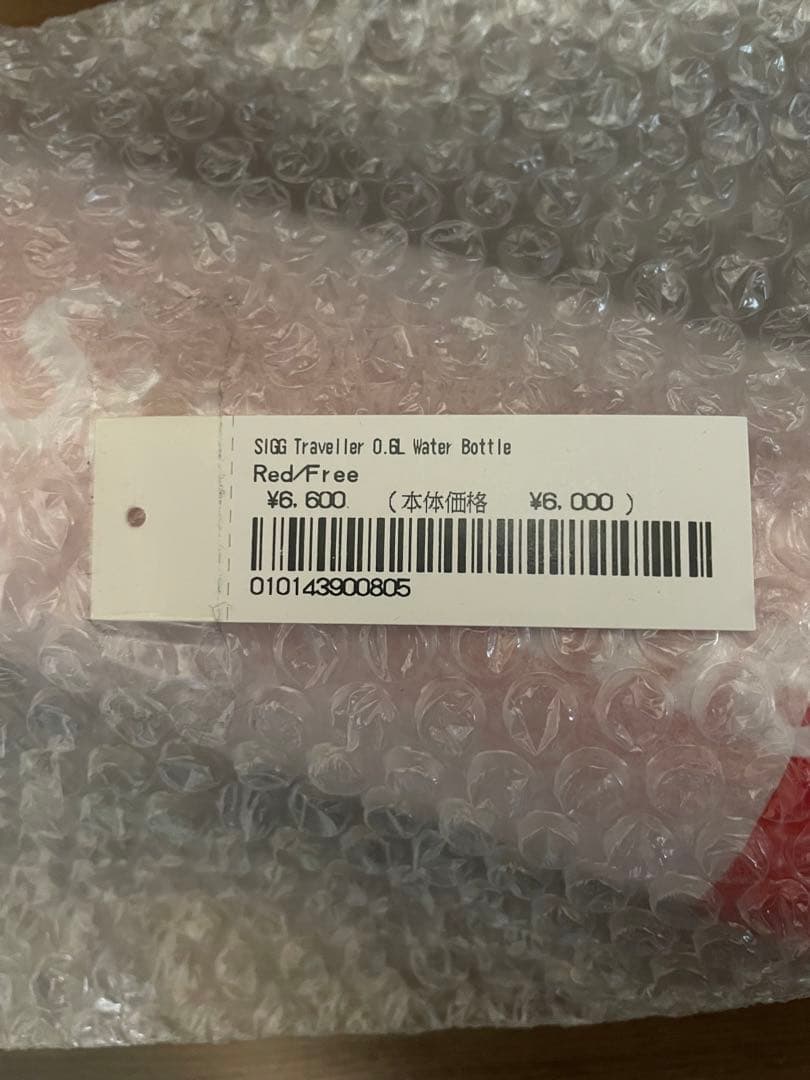 SIGG Traveller 0.6L Water Bottle
Red/Free
¥6,600 (本体価格 ¥6,000 )
010143900805